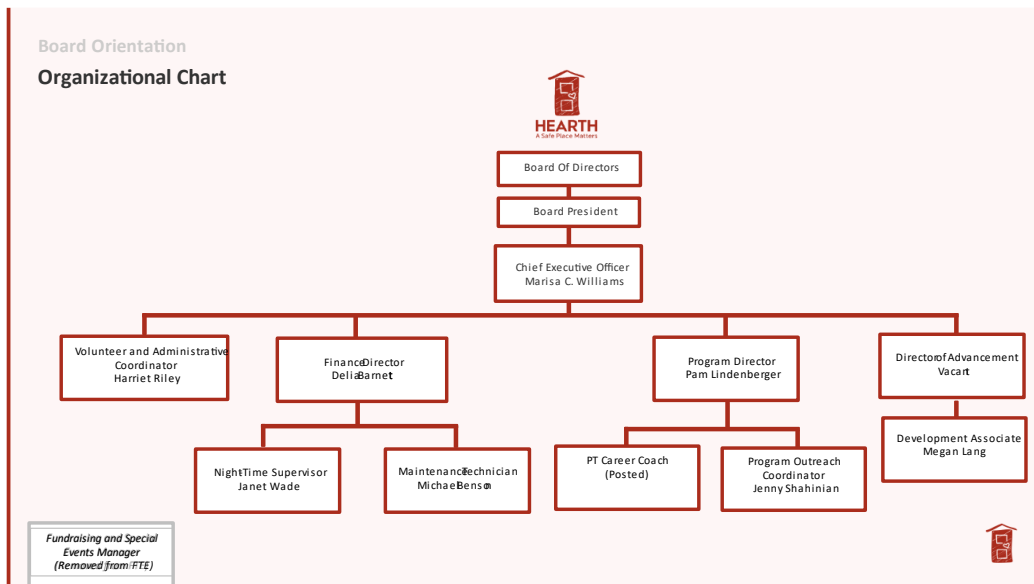 Board Orientation
Organizational Chart
HEARTH
A Safe Place Matters
Board Of Directors
Board President
Chief Executive Officer
Marisa C. Williams
Volunteer and Administrative
Coordinator
Harriet Riley
Finance Director
Delia Barnett
Program Director
Pam Lindenberger
Director of Advancement
Vacant
Night-Time Supervisor
Janet Wade
Maintenance Technician
Michael Benson
PT Career Coach
(Posted)
Program Outreach
Coordinator
Jenny Shahinian
Development Associate
Megan Lang
Fundraising and Special
Events Manager
(Removed from FTE)